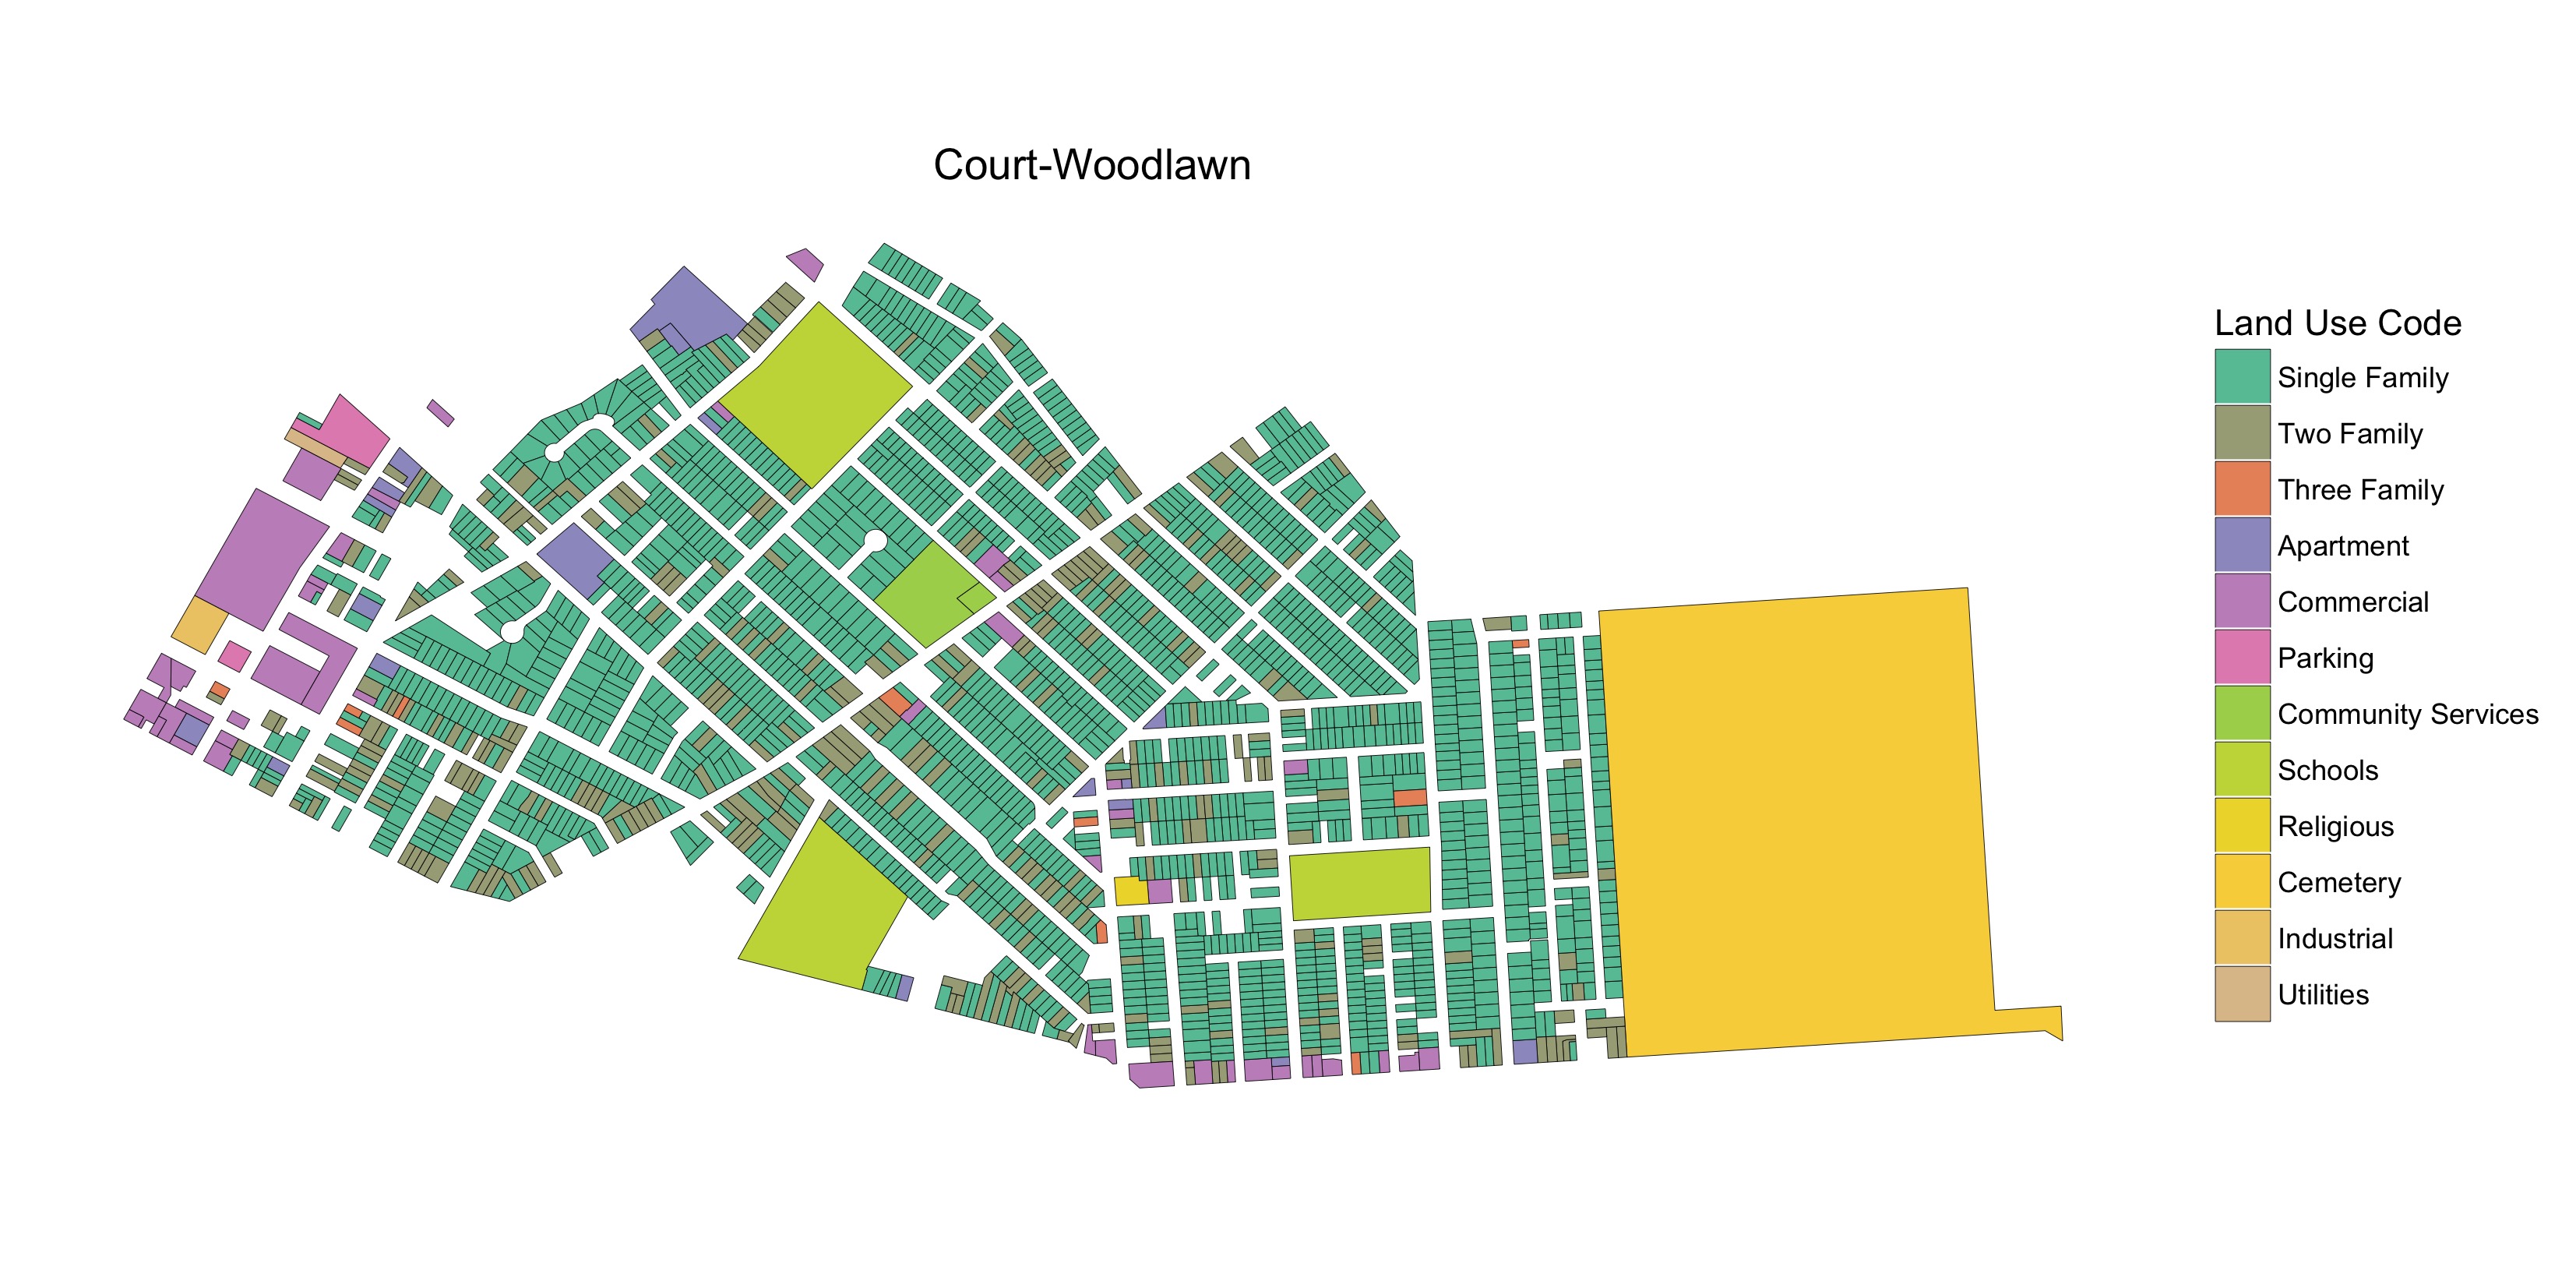 Court-Woodlawn
Land Use Code
Single Family
Two Family
Three Family
Apartment
Commercial
Parking
Community Services
Schools
Religious
Cemetery
Industrial
Utilities